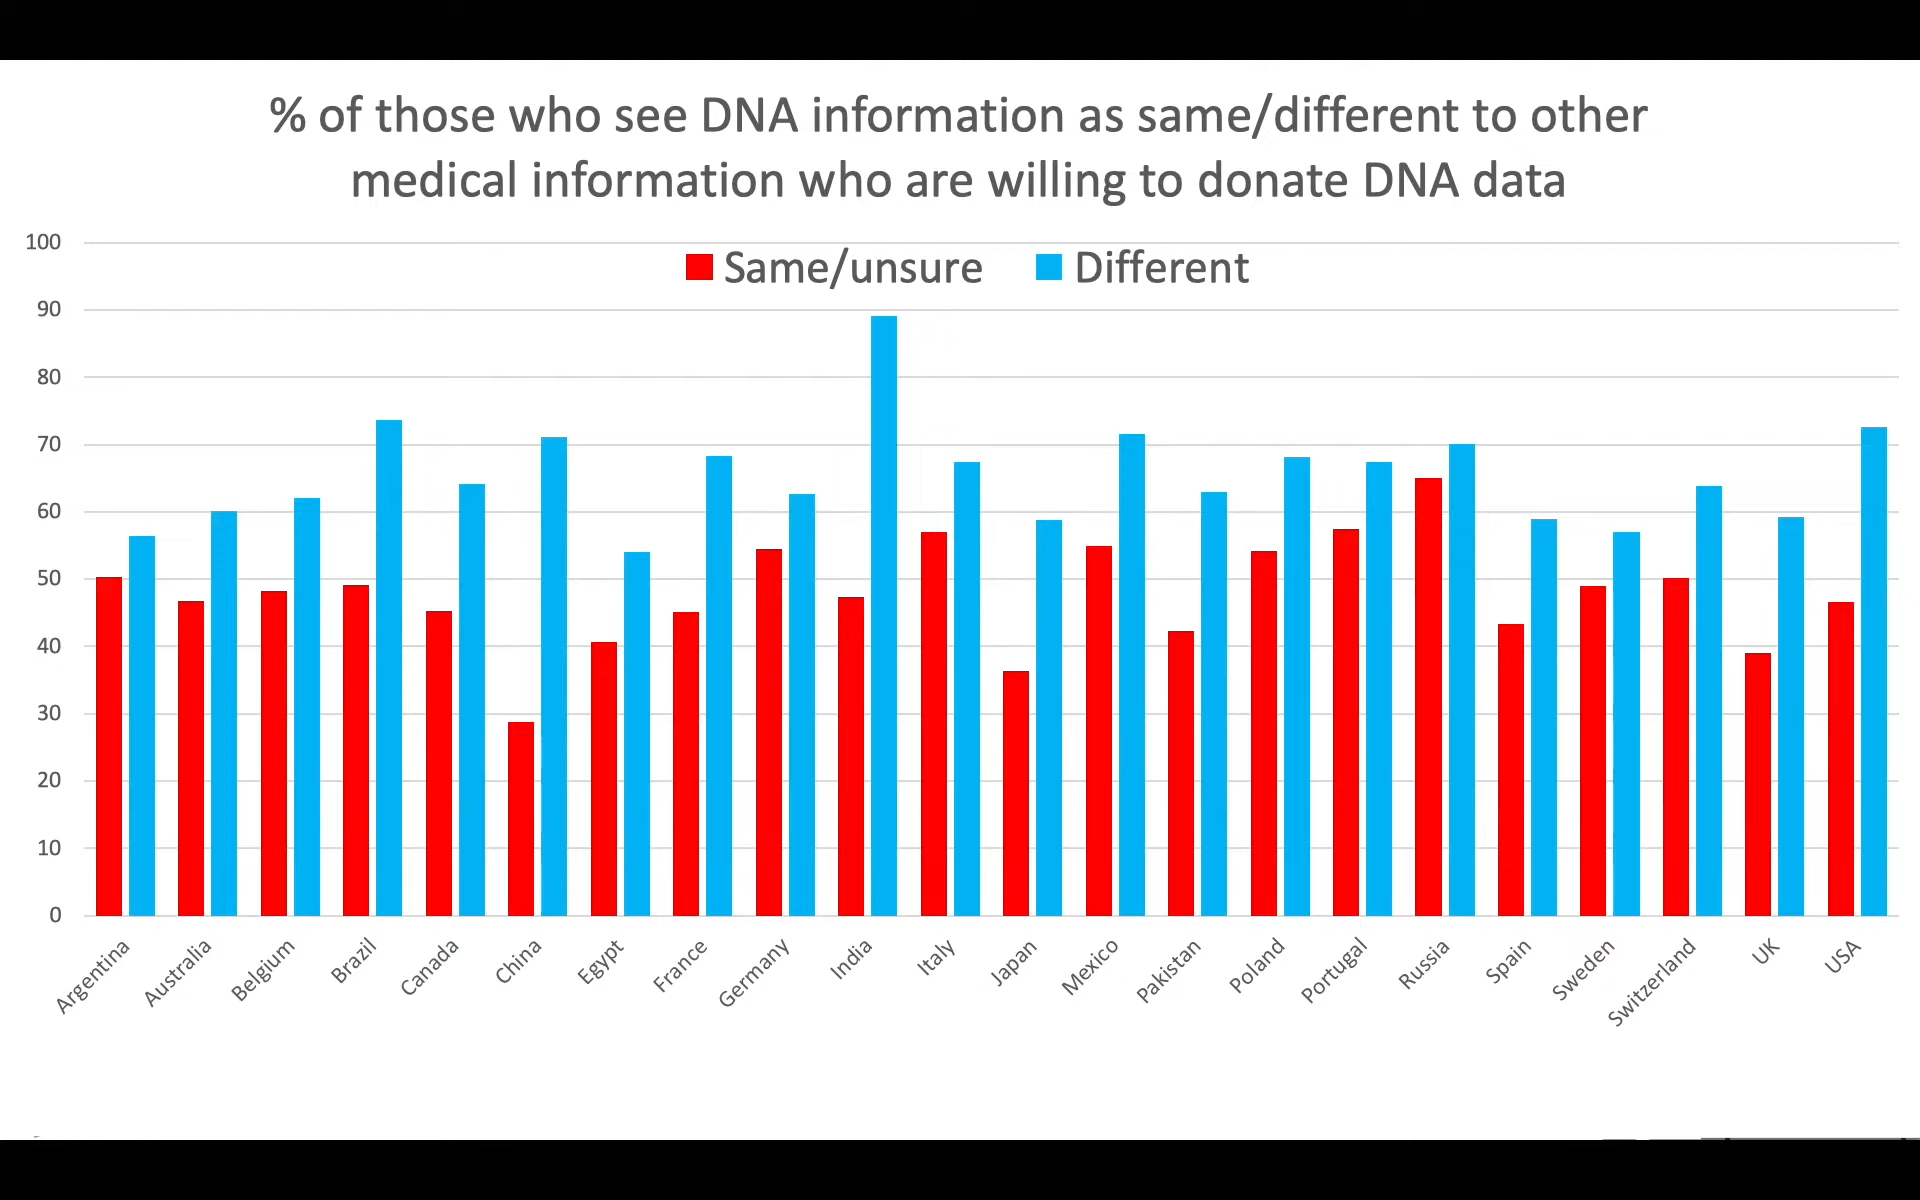 % of those who see DNA information as same/different to other
medical information who are willing to donate DNA data
Same/unsure Different
100
90
80
70
60
50
40
30
20
10
0
Argentina Australia Belgium Brazil Canada China Egypt France Germany India Italy Japan Mexico Pakistan Poland Portugal Russia Spain Sweden Switzerland UK USA